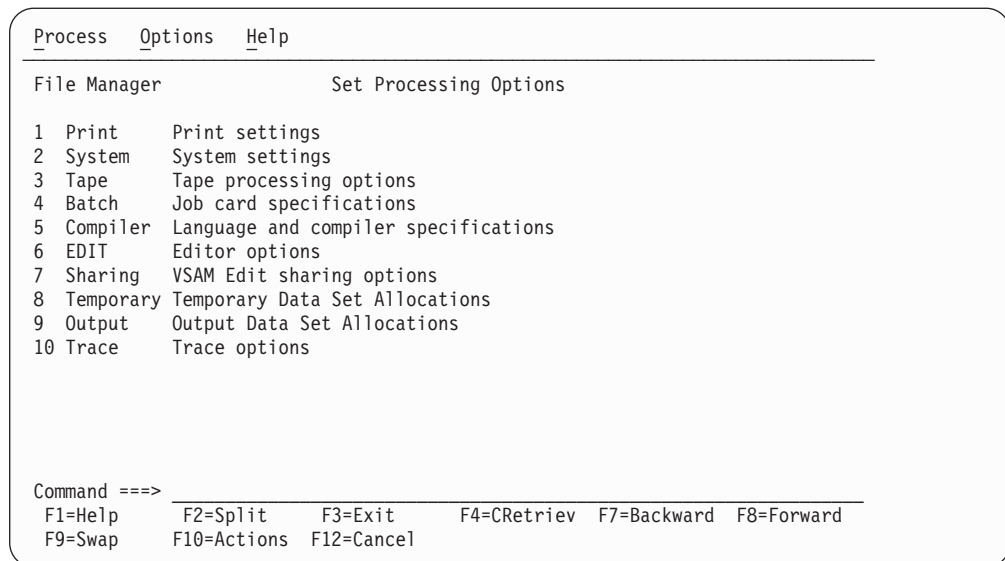 Process   Options   Help
File Manager                Set Processing Options
1  Print     Print settings
2  System    System settings
3  Tape      Tape processing options
4  Batch     Job card specifications
5  Compiler  Language and compiler specifications
6  EDIT      Editor options
7  Sharing   VSAM Edit sharing options
8  Temporary Temporary Data Set Allocations
9  Output    Output Data Set Allocations
10 Trace     Trace options
Command ===>
F1=Help      F2=Split     F3=Exit      F4=CRetriev  F7=Backward  F8=Forward
F9=Swap     F10=Actions  F12=Cancel